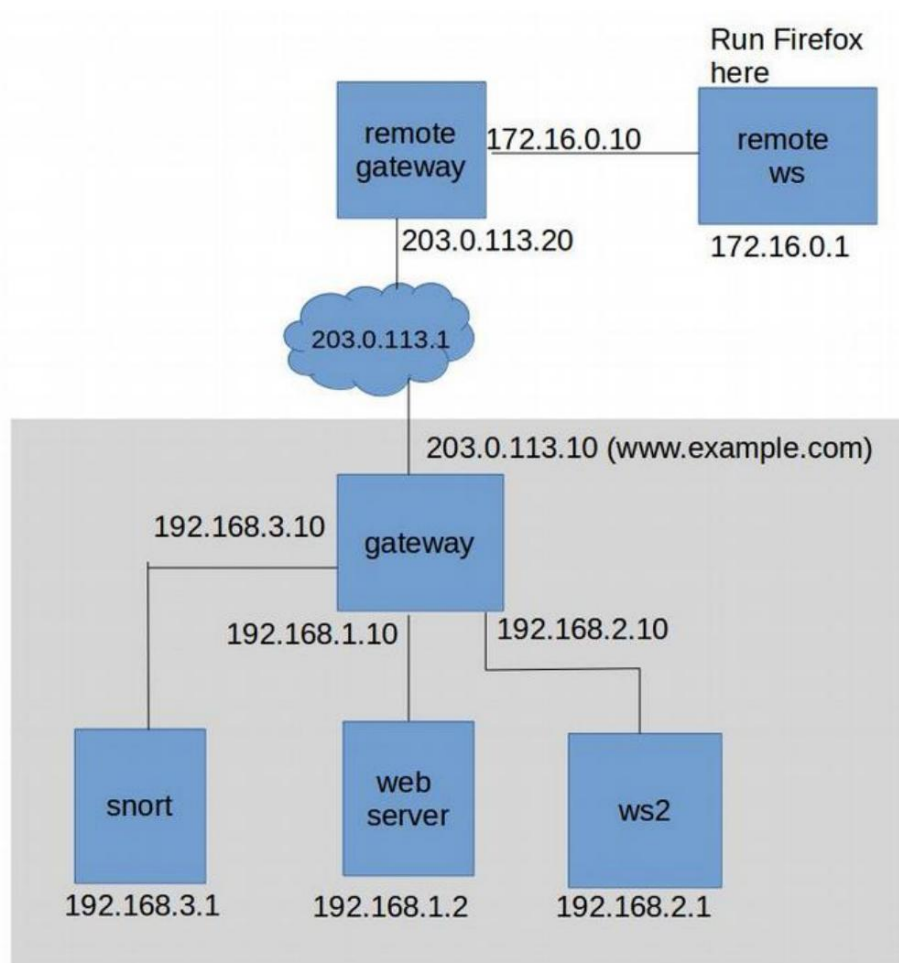 Run Firefox
here
remote
gateway
172.16.0.10
remote
ws
203.0.113.20
172.16.0.1
203.0.113.1
203.0.113.10 (www.example.com)
192.168.3.10
gateway
192.168.1.10
192.168.2.10
snort
web
server
ws2
192.168.3.1
192.168.1.2
192.168.2.1